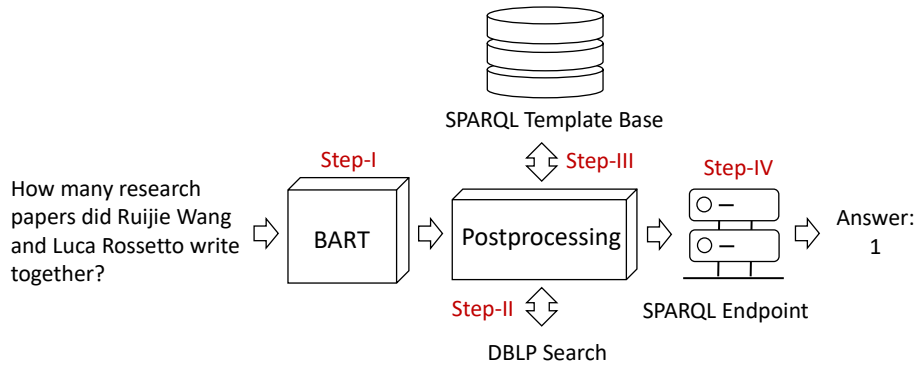 SPARQL Template Base
Step-I
Step-III
Step-IV
How many research
papers did Ruijie Wang
and Luca Rossetto write
together?
BART
Postprocessing
Answer:
1
Step-II
SPARQL Endpoint
DBLP Search